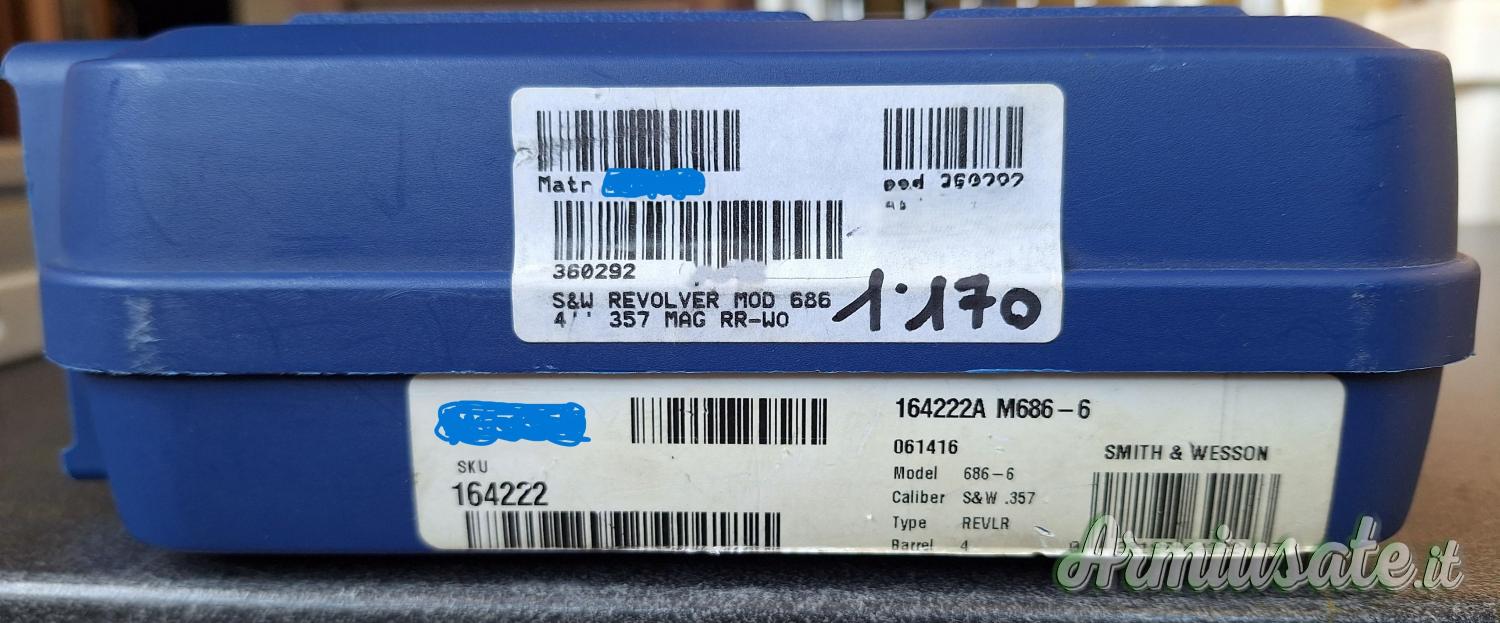 Matr
cod 360292
360292
S&W REVOLVER MOD 686
4'' 357 MAG RR-WO
1.170
164222A M686-6
061416
SMITH & WESSON
SKU
164222
Model 686-6
Caliber S&W .357
Type REVLR
Barrel 4
Armiusate.it